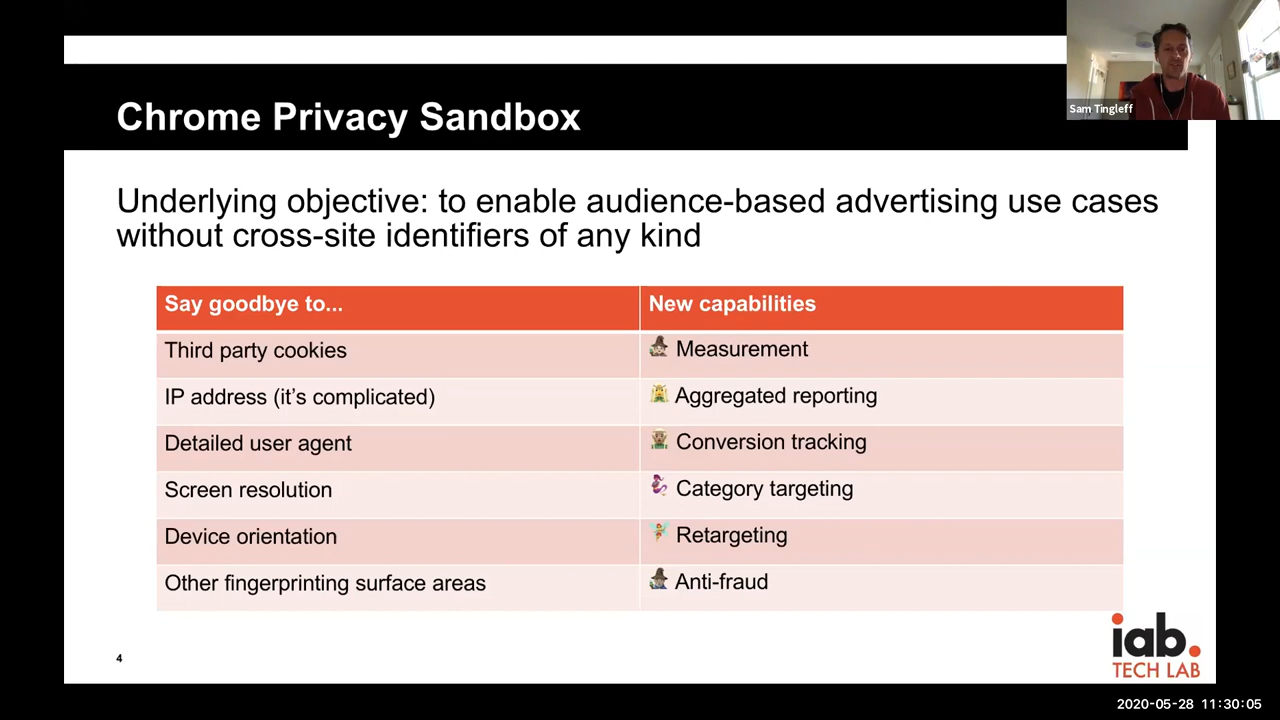 Sam Tingleff
Chrome Privacy Sandbox
Underlying objective: to enable audience-based advertising use cases
without cross-site identifiers of any kind
Say goodbye to... New capabilities
Third party cookies Measurement
IP address (it’s complicated) Aggregated reporting
Detailed user agent Conversion tracking
Screen resolution Category targeting
Device orientation Retargeting
Other fingerprinting surface areas Anti-fraud
iab.
TECH LAB
4
2020-05-28 11:30:05